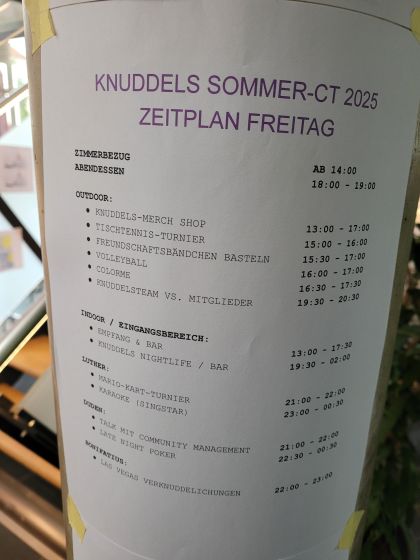 KNUDDELS SOMMER-CT 2025
ZEITPLAN FREITAG
ZIMMERBEZUG AB 14:00
ABENDESSEN 18:00 - 19:00
OUTDOOR:
• KNUDDELS-MERCH SHOP 13:00 - 17:00
• TISCHTENNIS-TURNIER 15:00 - 16:00
• FREUNDSCHAFTSBÄNDCHEN BASTELN 15:30 - 17:00
• VOLLEYBALL 16:00 - 17:00
• COLORME 16:30 - 17:30
• KNUDDELSTEAM VS. MITGLIEDER 19:30 - 20:30
INDOOR / EINGANGSBEREICH:
• EMPFANG & BAR 13:00 - 17:30
• KNUDDELS NIGHTLIFE / BAR 19:30 - 02:00
LUTHER:
• MARIO-KART-TURNIER 21:00 - 22:00
• KARAOKE (SINGSTAR) 23:00 - 00:30
DUDEN:
• TALK MIT COMMUNITY MANAGEMENT 21:00 - 22:00
• LATE NIGHT POKER 22:30 - 00:30
BONIFATIUS:
• LAS VEGAS VERKNUDDELICHUNGEN 22:00 - 23:00